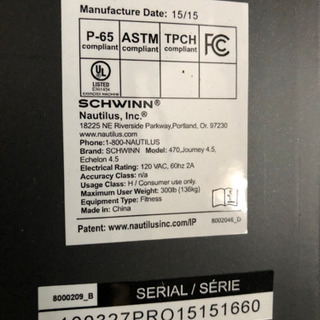 Manufacture Date: 15/15
P-65 compliant
ASTM compliant
TPCH compliant
FC
UL
LISTED
SCHWINN®
Nautilus, Inc.®
18225 NE Riverside Parkway, Portland, Or. 97230
www.nautilus.com
Phone:1-800-NAUTILUS
Brand: SCHWINN Model: 470,Journey 4.5,
Echelon 4.5
Electrical Rating: 120 VAC, 60hz 2A
Accuracy Class: n/a
Usage Class: H / Consumer use only.
Maximum User Weight: 300lb (136kg)
Equipment Type: Fitness
Made in: China
8002046_D
Patent: www.nautilusinc.com/IP
8000209_B
SERIAL / SÉRIE
100327PRO15151660